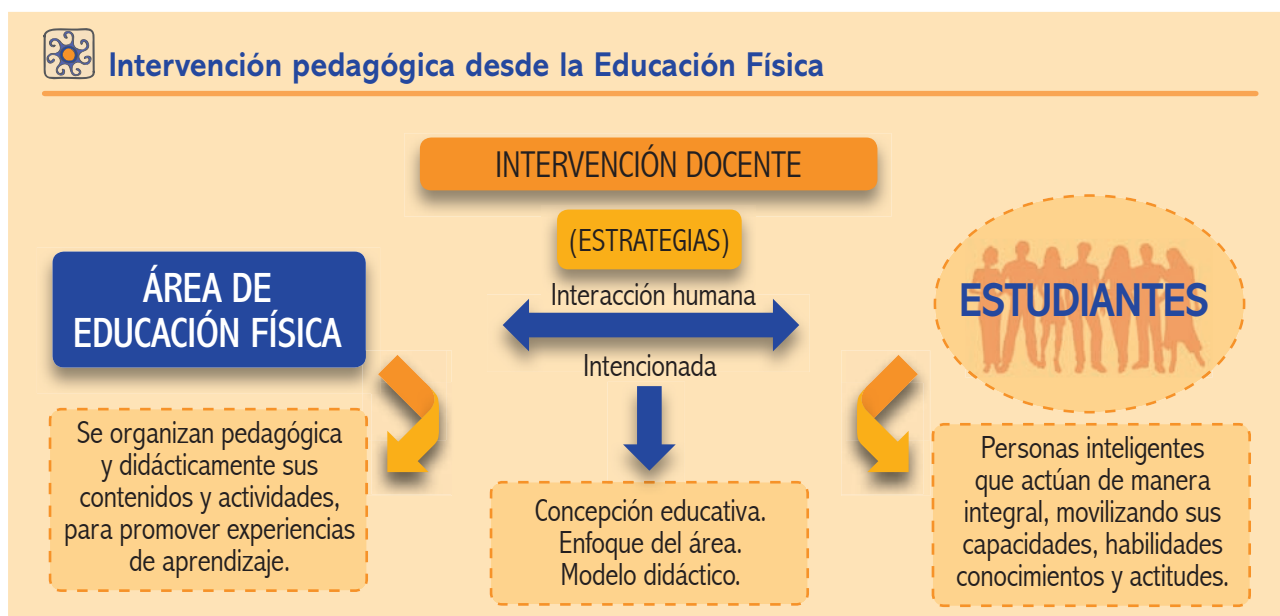 Intervención pedagógica desde la Educación Física
INTERVENCIÓN DOCENTE
(ESTRATEGIAS)
ÁREA DE
EDUCACIÓN FÍSICA
Interacción humana
Intencionada
ESTUDIANTES
Se organizan pedagógica
y didácticamente sus
contenidos y actividades,
para promover experiencias
de aprendizaje.
Concepción educativa.
Enfoque del área.
Modelo didáctico.
Personas inteligentes
que actúan de manera
integral, movilizando sus
capacidades, habilidades
conocimientos y actitudes.